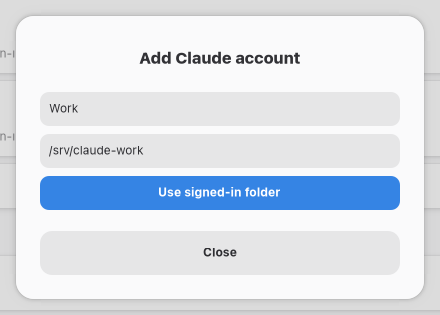 Add Claude account
Work
/srv/claude-work
Use signed-in folder
Close